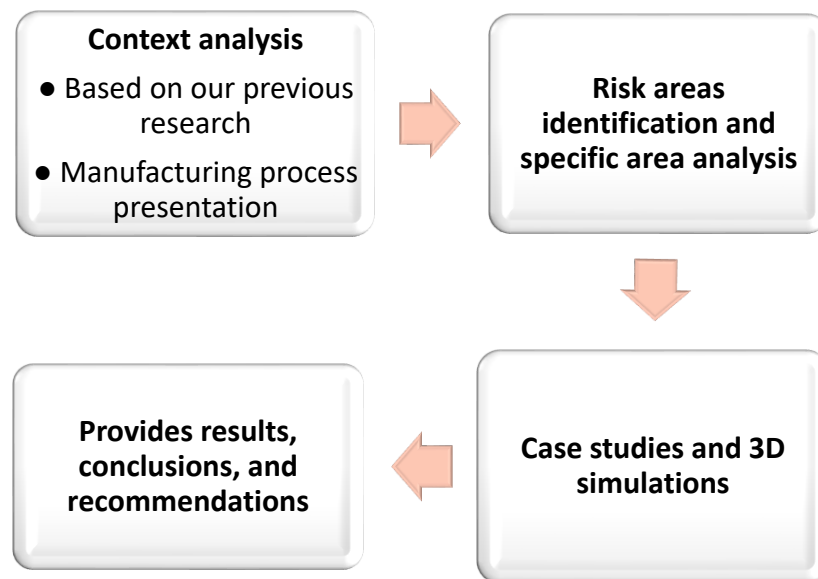 Context analysis
● Based on our previous
research
● Manufacturing process
presentation
Risk areas
identification and
specific area analysis
Case studies and 3D
simulations
Provides results,
conclusions, and
recommendations